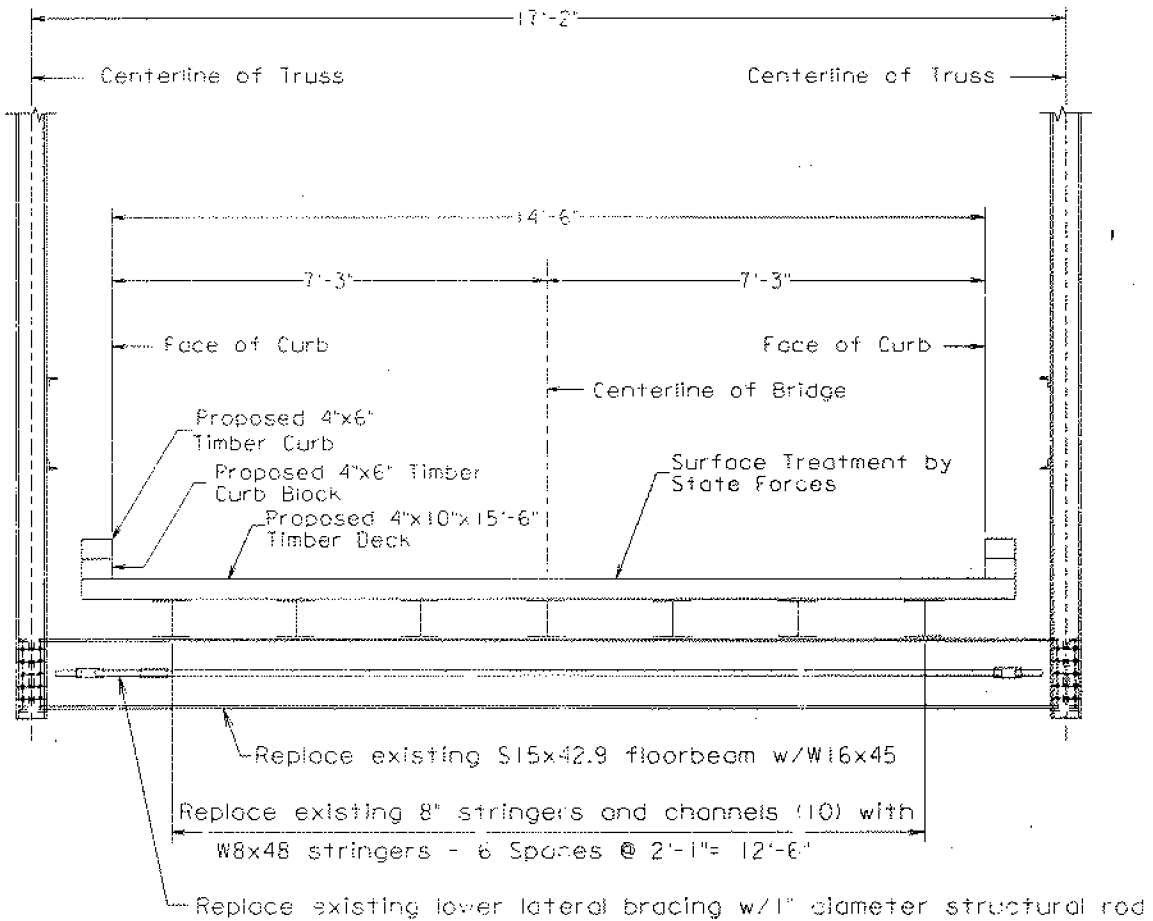 17'-2"
Centerline of Truss
Centerline of Truss
14'-6"
7'-3"
7'-3"
Face of Curb
Face of Curb
Centerline of Bridge
Proposed 4"x6"
Timber Curb
Proposed 4"x6" Timber
Curb Block
Surface Treatment by
State Forces
Proposed 4"x10"x15'-6"
Timber Deck
Replace existing S15x42.9 floorbeam w/W16x45
Replace existing 8" stringers and channels (10) with
W8x48 stringers - 6 Spaces @ 2'-1"= 12'-6"
Replace existing lower lateral bracing w/1" diameter structural rod